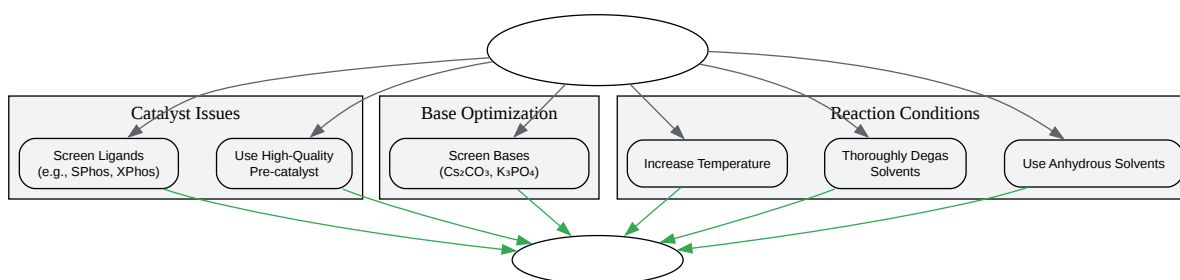 Catalyst Issues
Base Optimization
Reaction Conditions
Screen Ligands
(e.g., SPhos, XPhos)
Use High-Quality
Pre-catalyst
Screen Bases
(Cs₂CO₃, K₃PO₄)
Increase Temperature
Thoroughly Degas
Solvents
Use Anhydrous Solvents